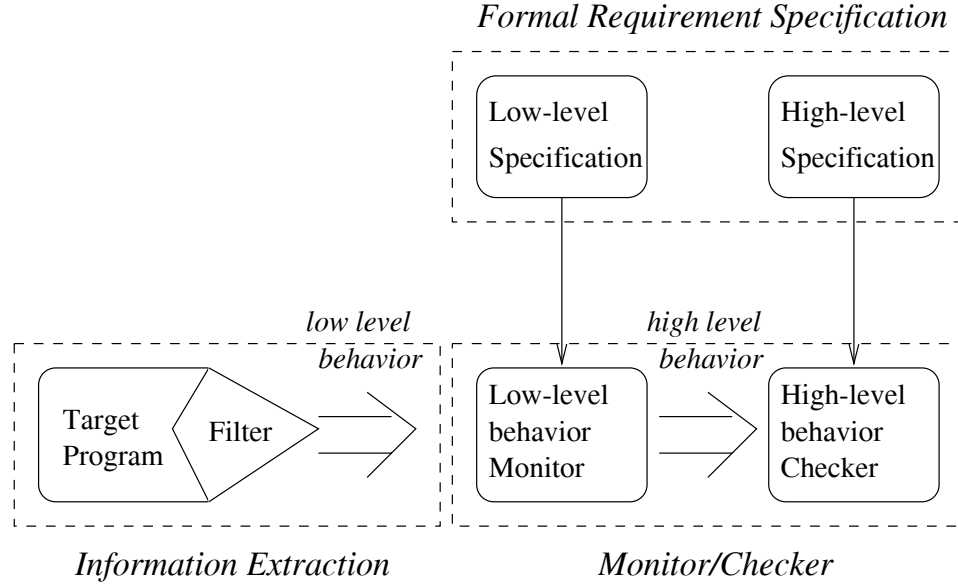 Formal Requirement Specification
Low-level
Specification
High-level
Specification
low level
behavior
high level
behavior
Target
Program
Filter
Low-level
behavior
Monitor
High-level
behavior
Checker
Information Extraction
Monitor/Checker